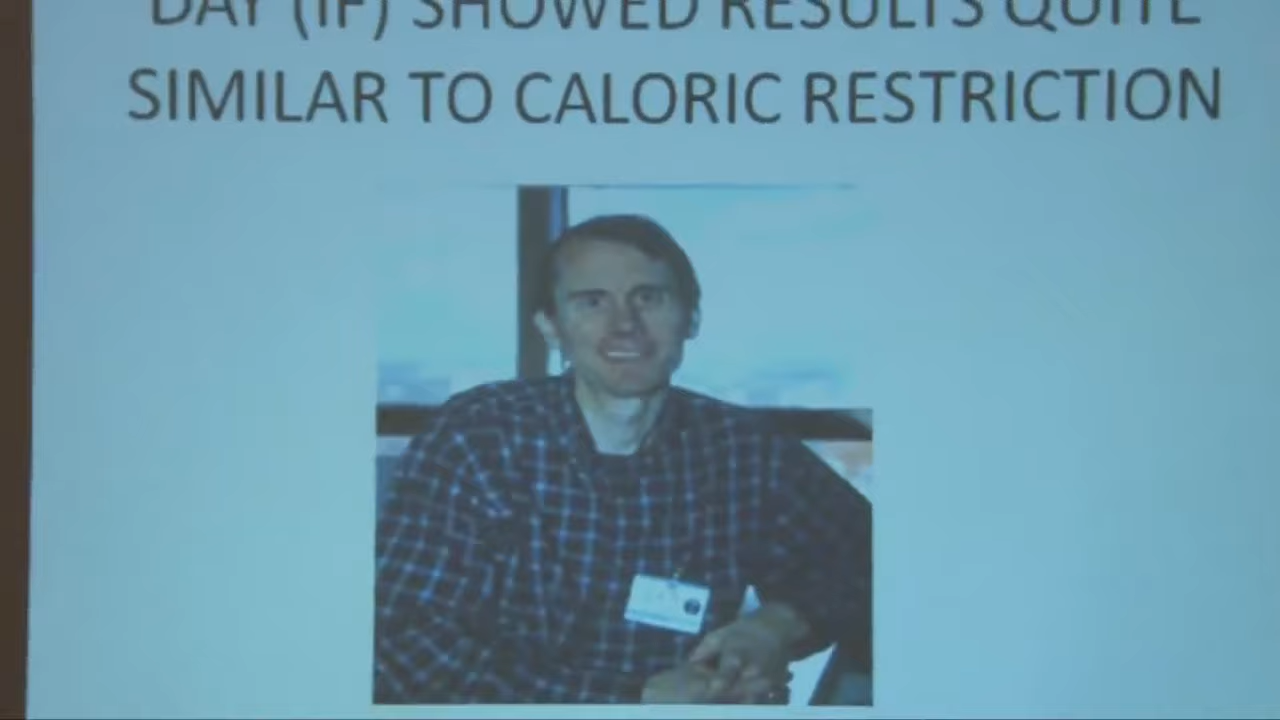 DAY (IF) SHOWED RESULTS QUITE
SIMILAR TO CALORIC RESTRICTION